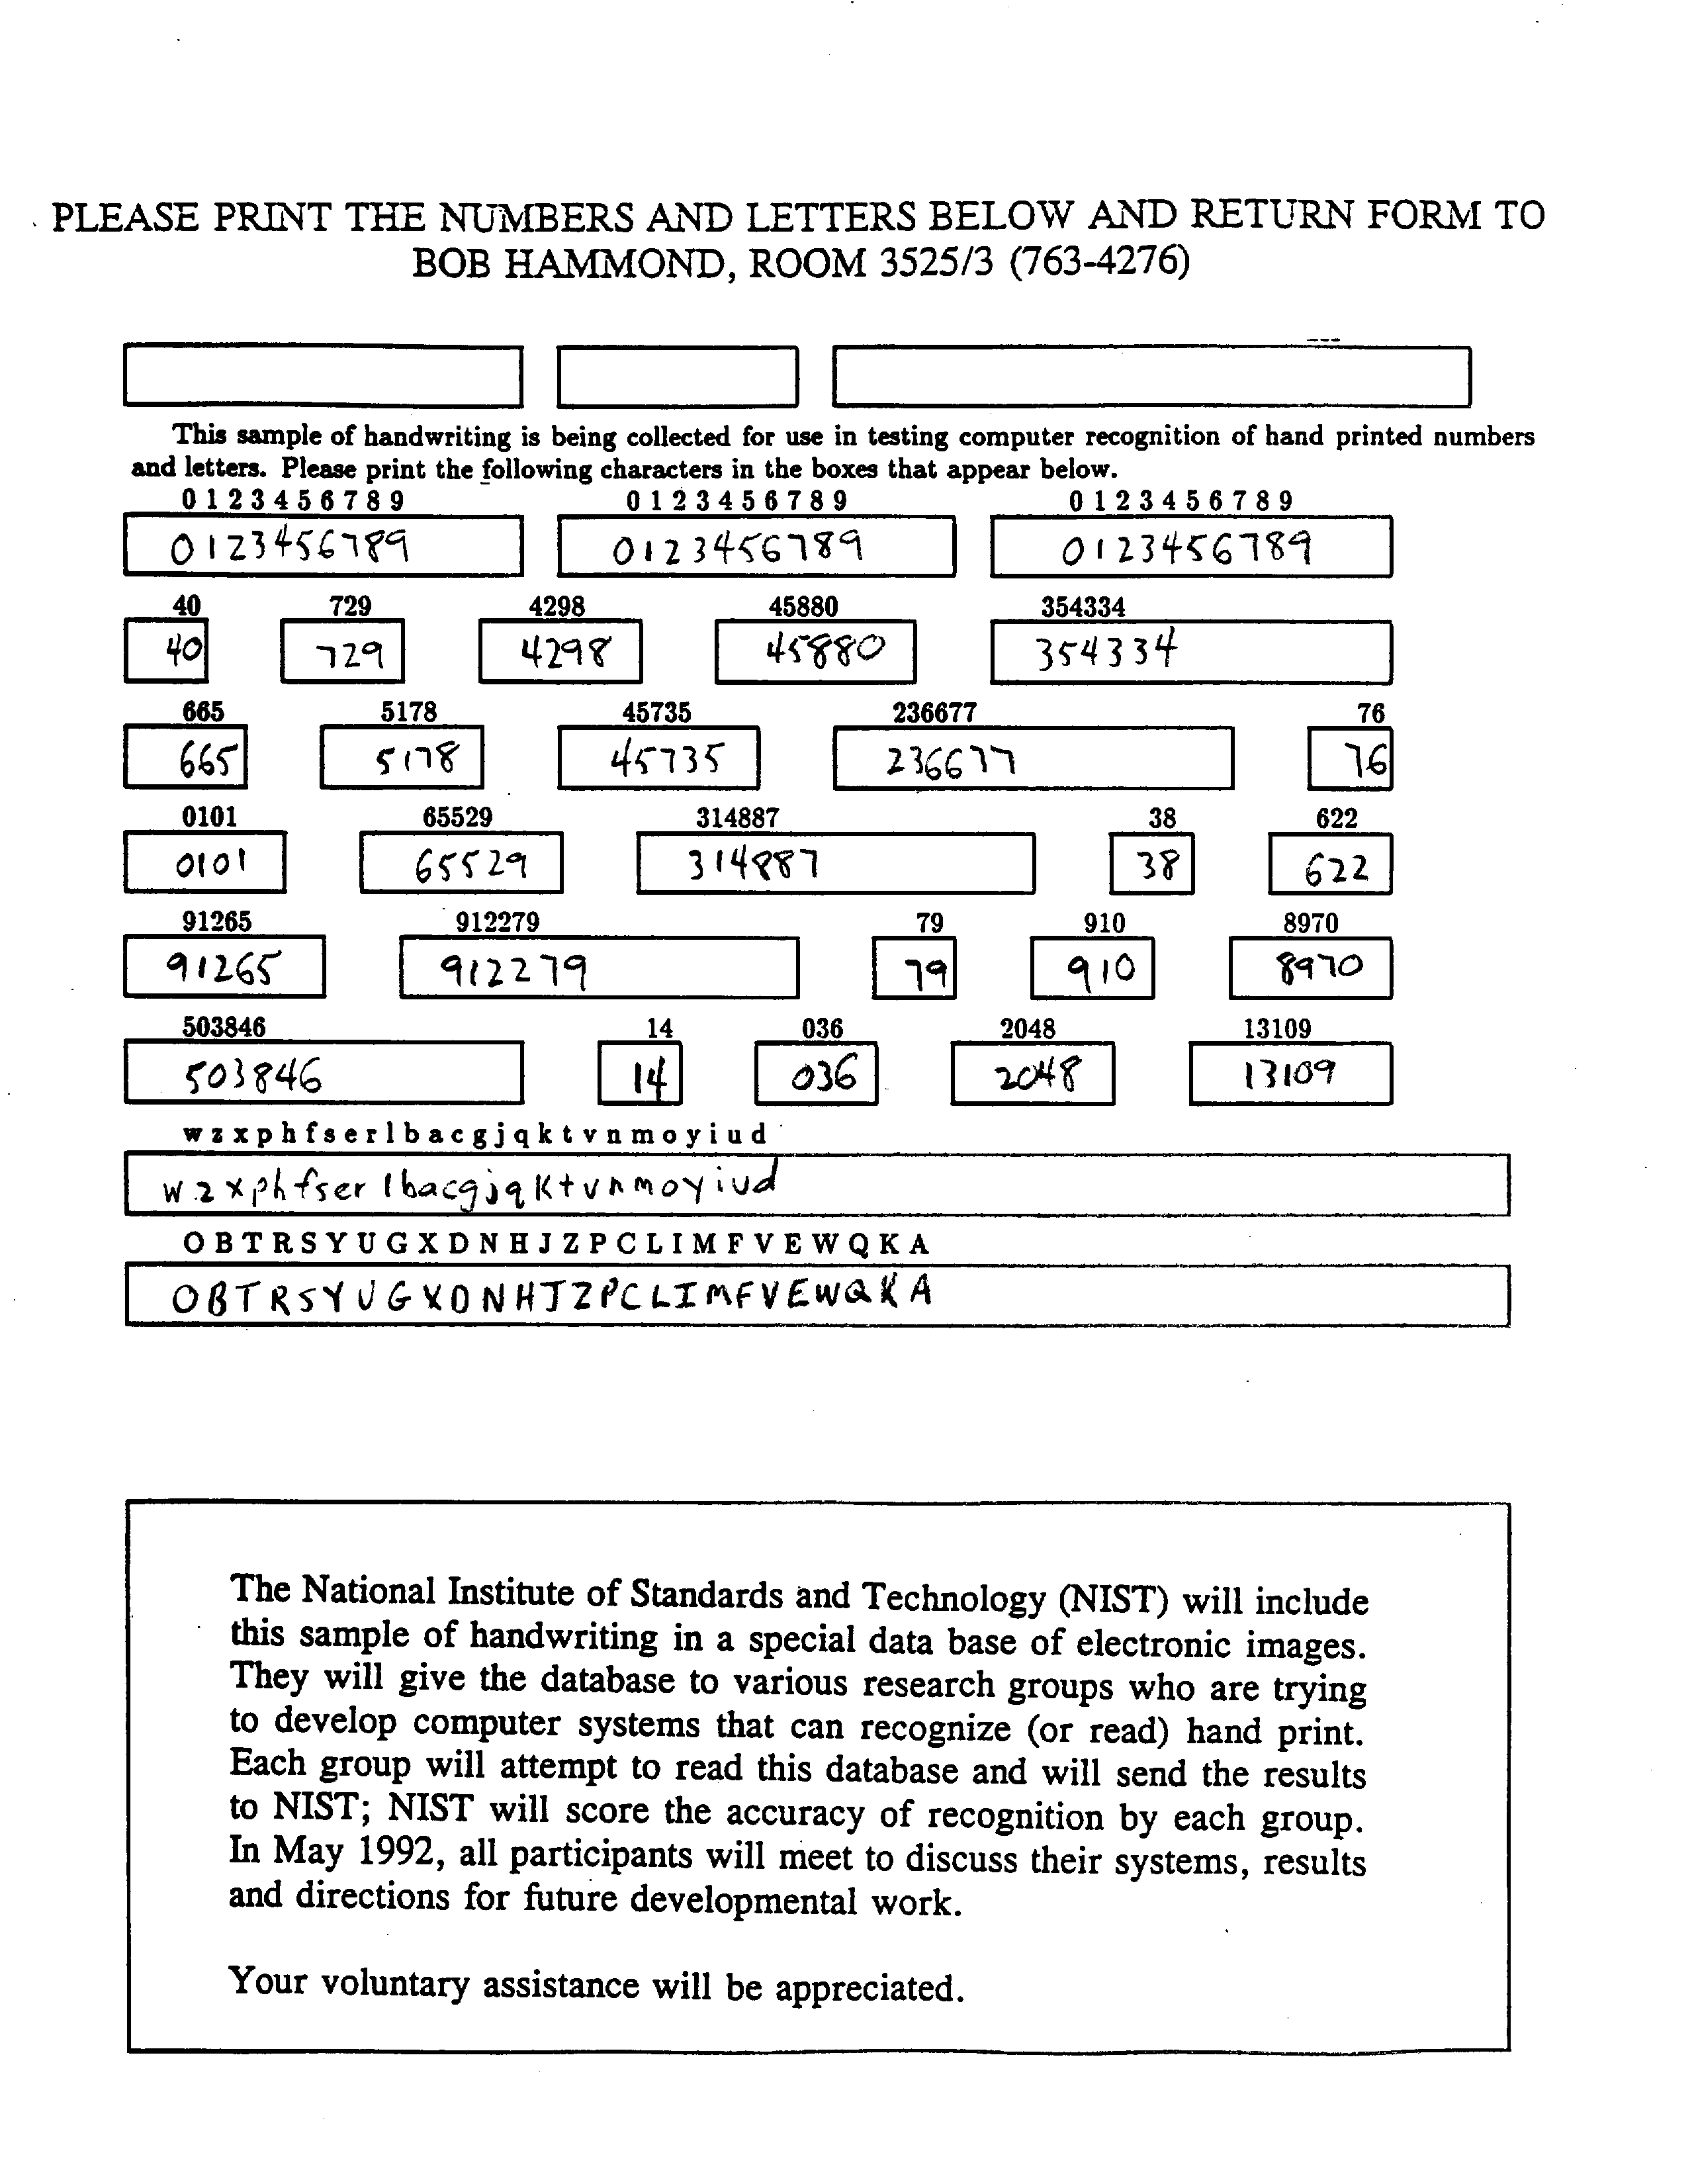 PLEASE PRINT THE NUMBERS AND LETTERS BELOW AND RETURN FORM TO
BOB HAMMOND, ROOM 3525/3 (763-4276)
This sample of handwriting is being collected for use in testing computer recognition of hand printed numbers
and letters. Please print the following characters in the boxes that appear below.
0 1 2 3 4 5 6 7 8 9 0 1 2 3 4 5 6 7 8 9 0 1 2 3 4 5 6 7 8 9
0123456789 0123456789 0123456789
40 729 4298 45880 354334
40 729 4298 45880 354334
665 5178 45735 236677 76
665 5178 45735 236677 76
0101 65529 314887 38 622
0101 65529 314887 38 622
91265 912279 79 910 8970
91265 912279 79 910 8970
503846 14 036 2048 13109
503846 14 036 2048 13109
w z x p h f s e r l b a c g j q k t v n m o y i u d
w z x p h f s e r l b a c g j q k t v n m o y i u d
O B T R S Y U G X D N H J Z P C L I M F V E W Q K A
O B T R S Y U G X D N H J Z P C L I M F V E W Q K A
The National Institute of Standards and Technology (NIST) will include
this sample of handwriting in a special data base of electronic images.
They will give the database to various research groups who are trying
to develop computer systems that can recognize (or read) hand print.
Each group will attempt to read this database and will send the results
to NIST; NIST will score the accuracy of recognition by each group.
In May 1992, all participants will meet to discuss their systems, results
and directions for future developmental work.
Your voluntary assistance will be appreciated.